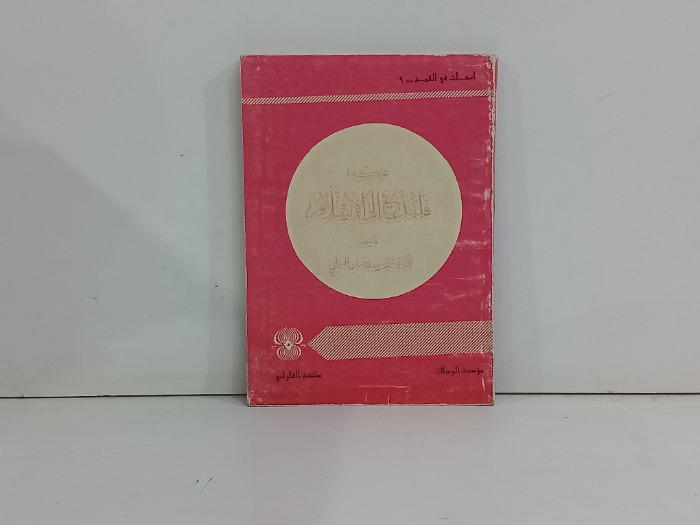 أبحاث في القمة - ٩
هكذا
فلندع إلى الإسلام
تأليف
الدكتور محمد سعيد رمضان البوطي
مؤسسة الرسالة
مكتبة الفارابي